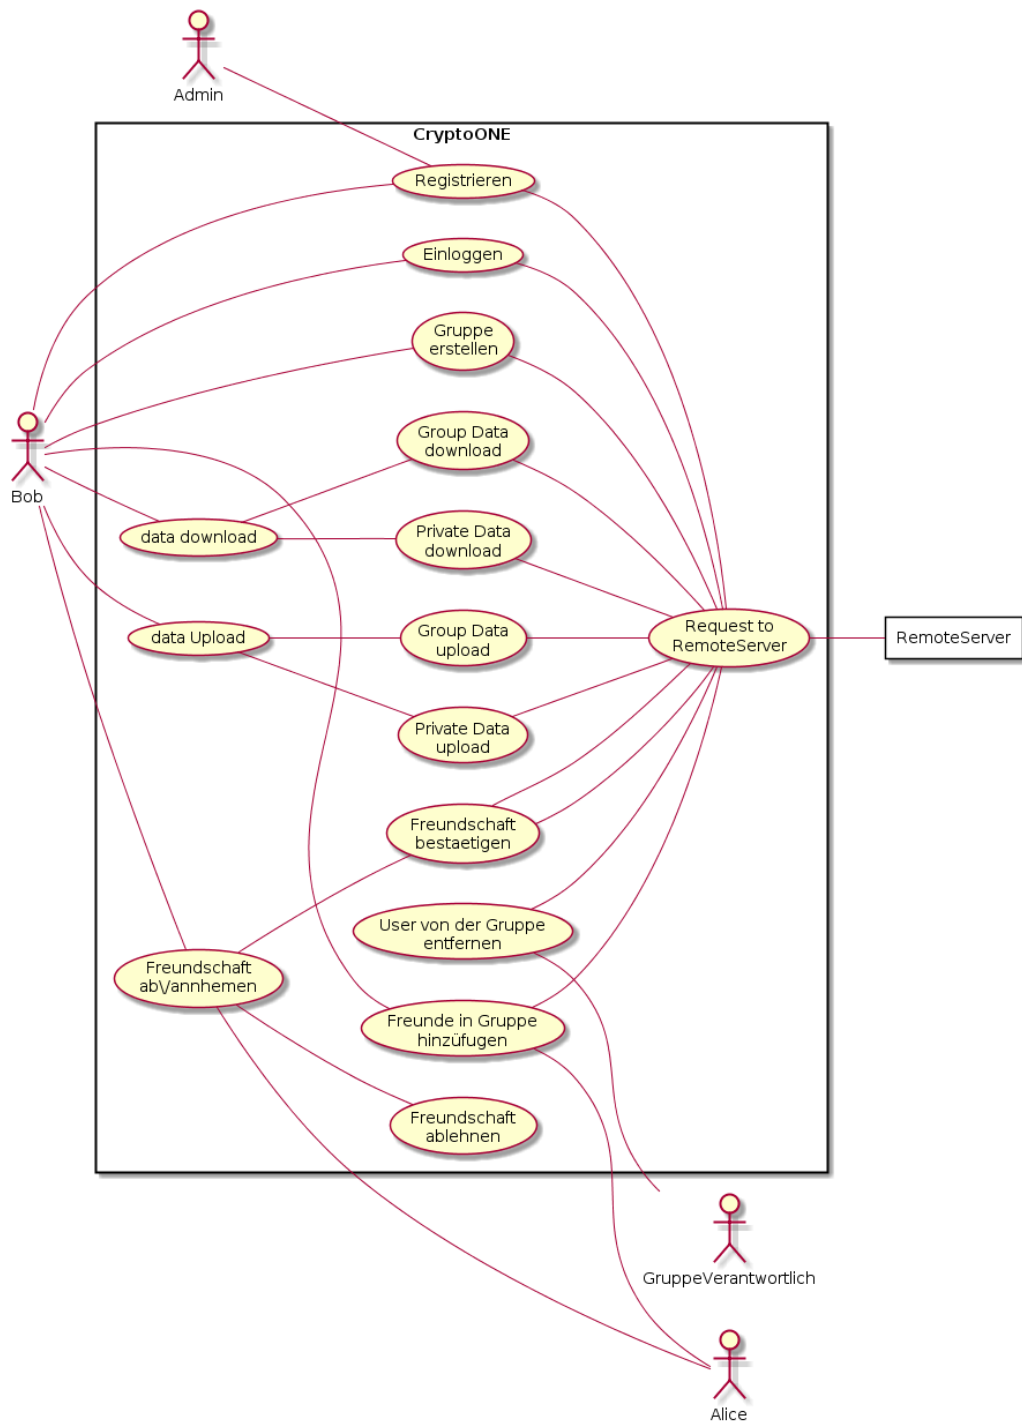 Admin
CryptoONE
Registrieren
Einloggen
Gruppe
erstellen
Group Data
download
Bob
data download
Private Data
download
data Upload
Group Data
upload
Request to
RemoteServer
RemoteServer
Private Data
upload
Freundschaft
bestaetigen
User von der Gruppe
entfernen
Freundschaft
ab\/annhemen
Freunde in Gruppe
hinzüfugen
Freundschaft
ablehnen
GruppeVerantwortlich
Alice